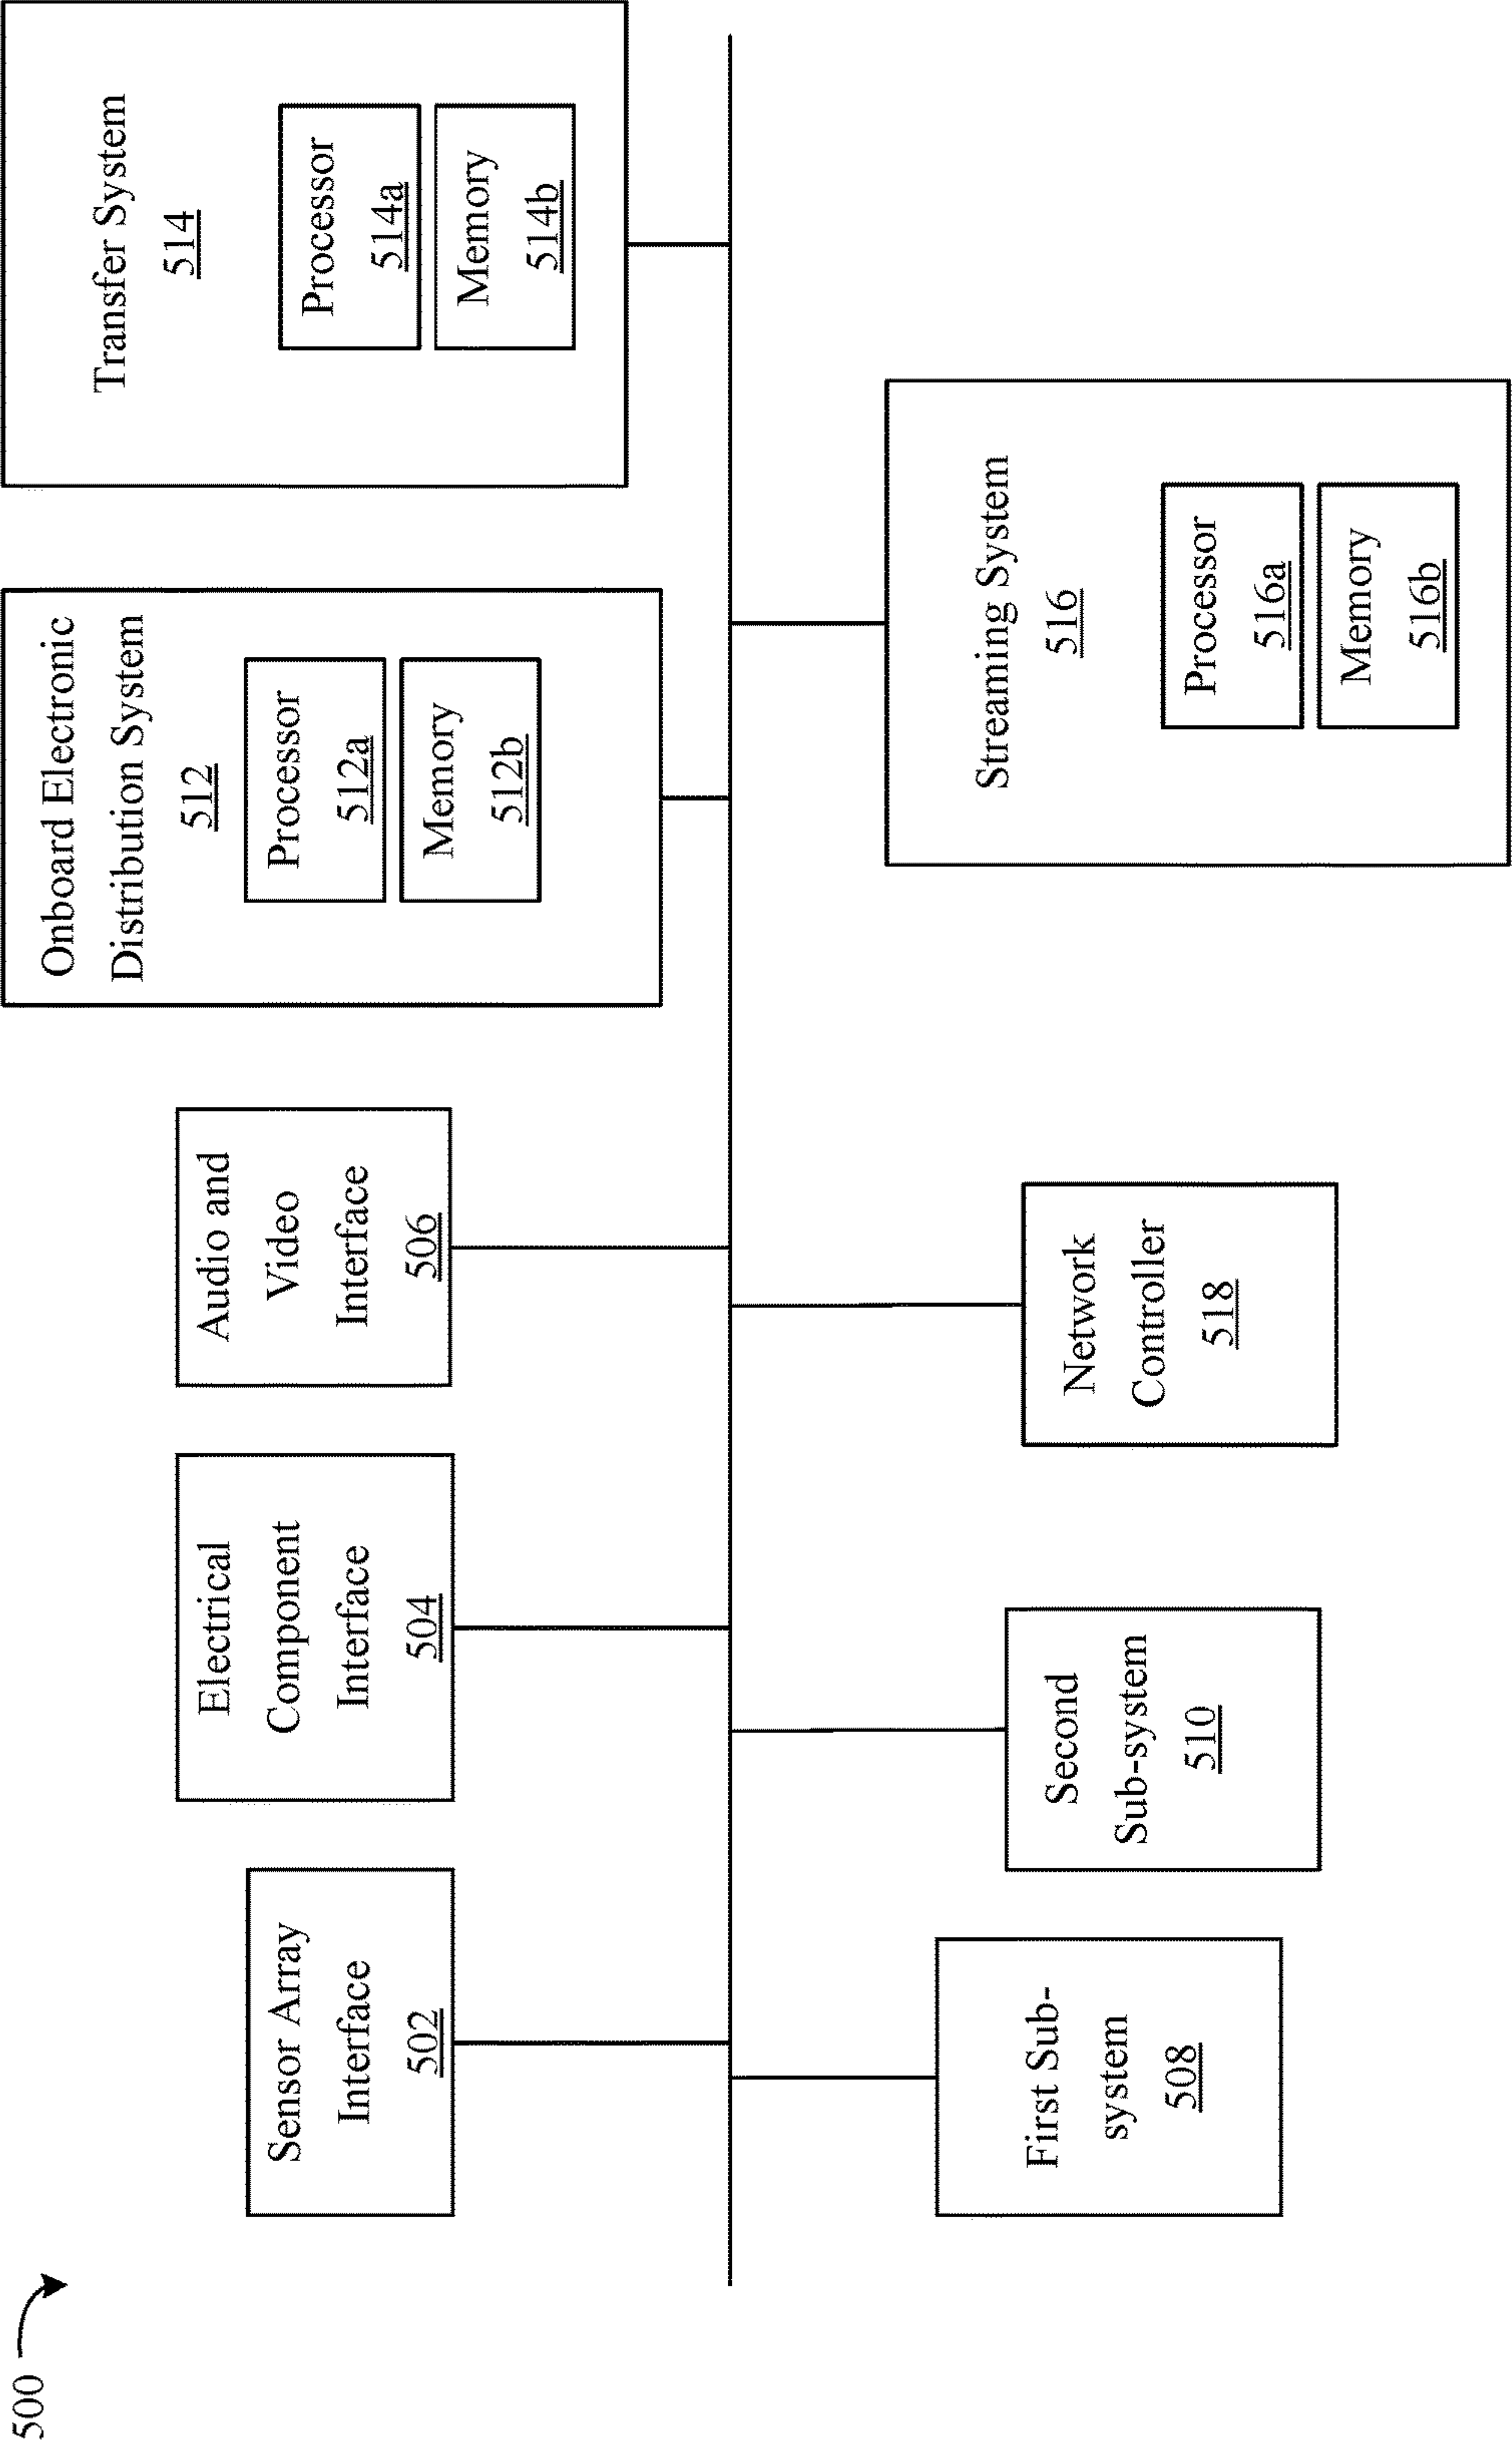 500
Sensor Array
Interface
502
Electrical
Component
Interface
504
Audio and
Video
Interface
506
Onboard Electronic
Distribution System
512
Processor
512a
Memory
512b
Transfer System
514
Processor
514a
Memory
514b
First Sub-
system
508
Second
Sub-system
510
Network
Controller
518
Streaming System
516
Processor
516a
Memory
516b